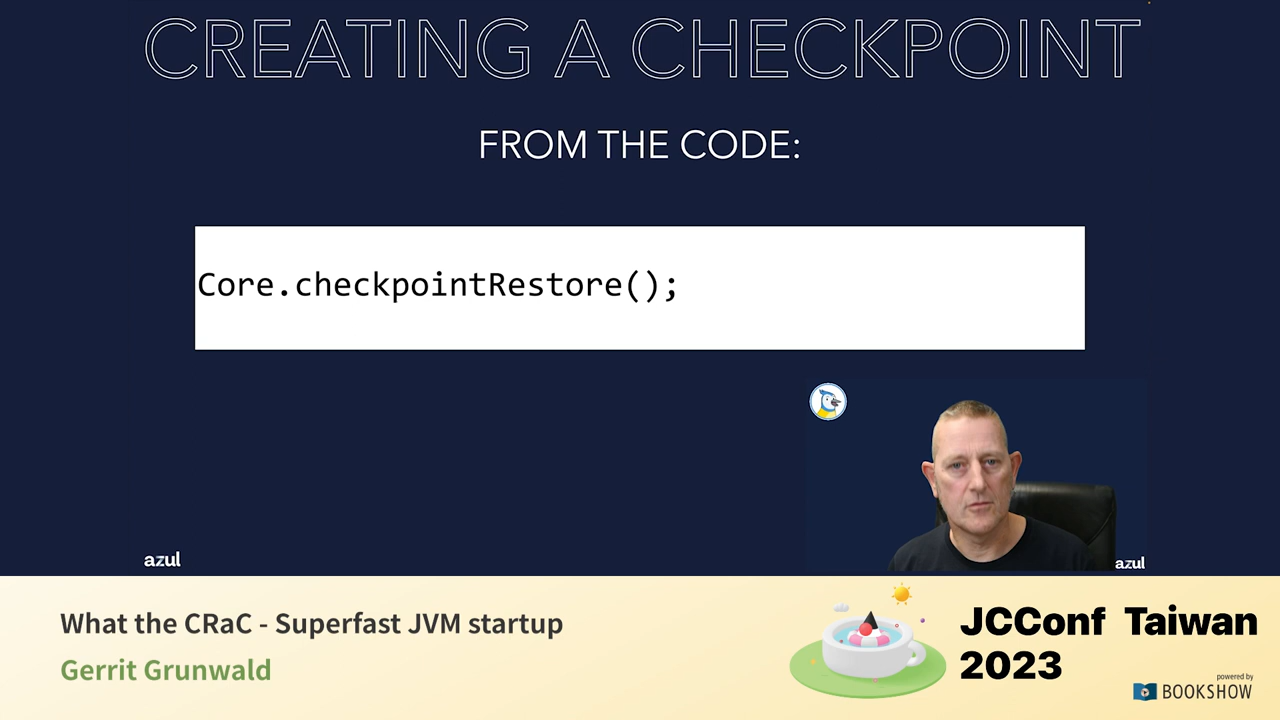 CREATING A CHECKPOINT
FROM THE CODE:
Core.checkpointRestore();
azul
azul
What the CRaC - Superfast JVM startup
Gerrit Grunwald
JCConf Taiwan
2023
powered by
BOOKSHOW